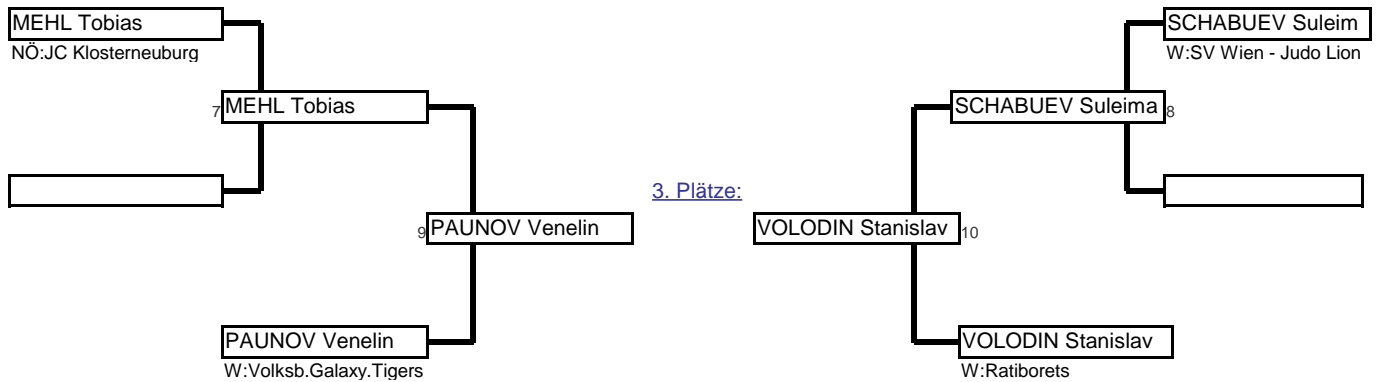 MEHL Tobias
NÖ:JC Klosterneuburg
SCHABUEV Suleim
W:SV Wien - Judo Lion
7 MEHL Tobias
SCHABUEV Suleima 8
3. Plätze:
9 PAUNOV Venelin
VOLODIN Stanislav 10
PAUNOV Venelin
W:Volksb.Galaxy.Tigers
VOLODIN Stanislav
W:Ratiborets